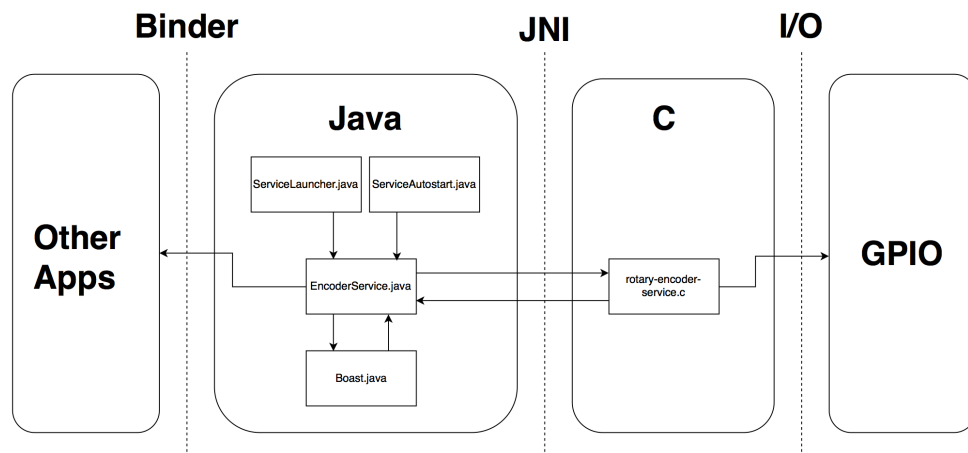 Binder
JNI
I/O
Java
C
ServiceLauncher.java
ServiceAutostart.java
Other
Apps
EncoderService.java
rotary-encoder-
service.c
GPIO
Boast.java